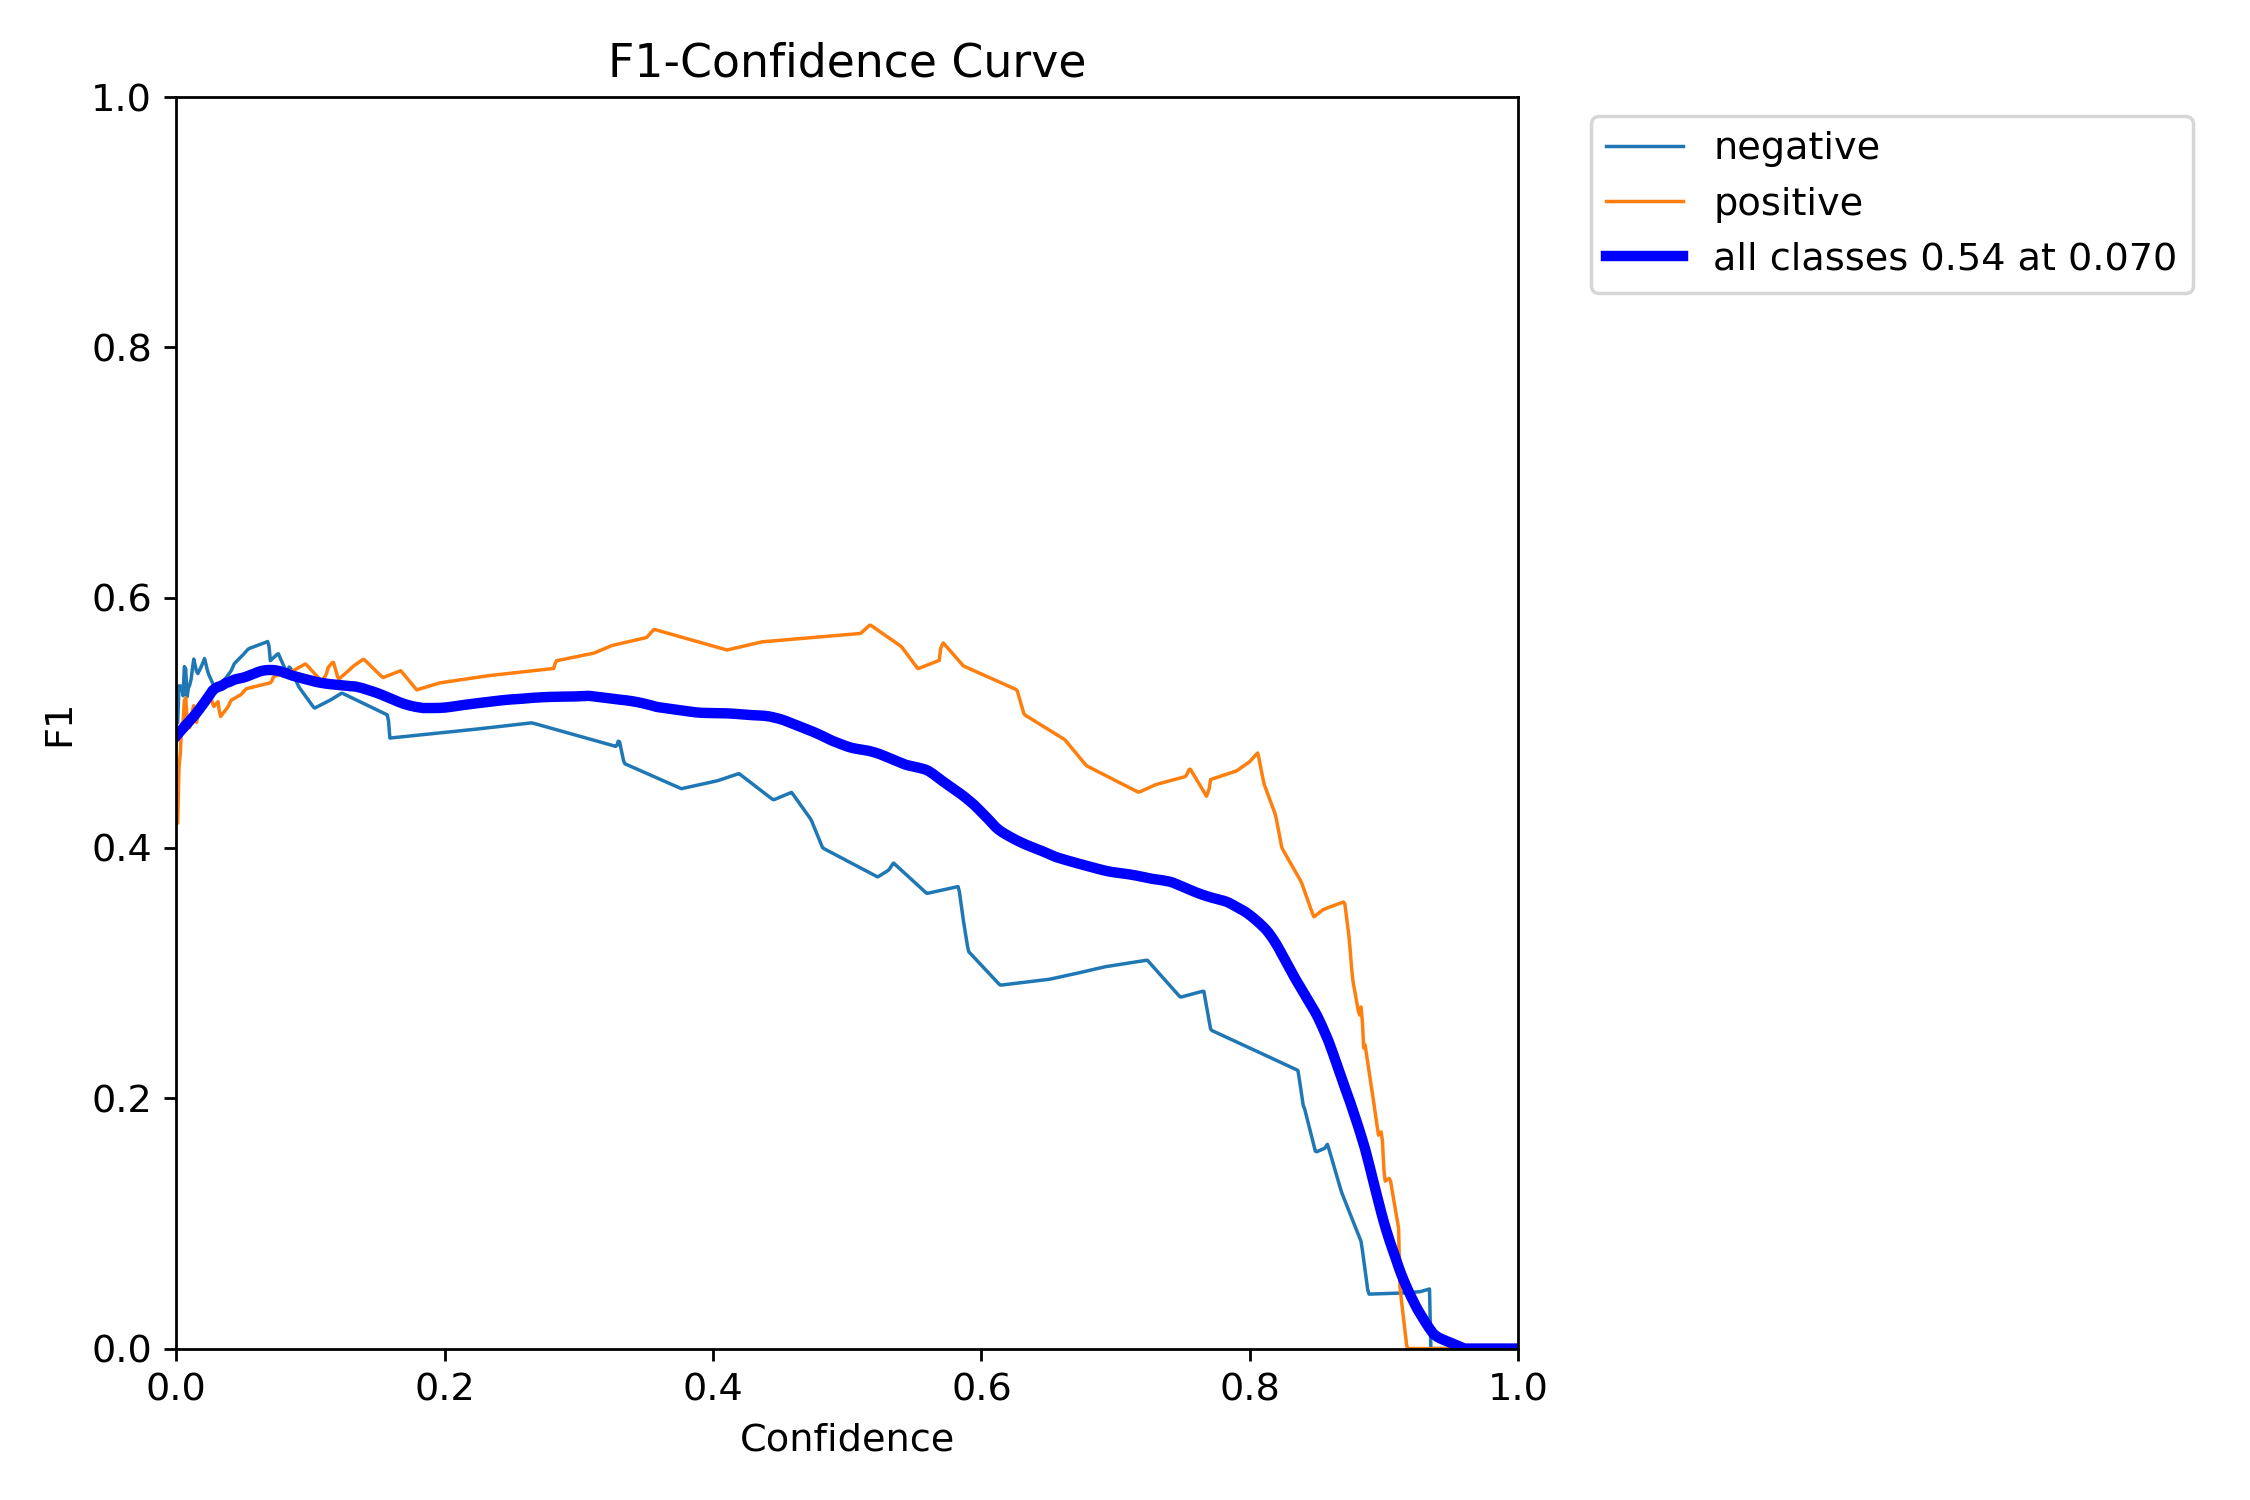 F1-Confidence Curve
1.0
0.8
0.6
0.4
0.2
0.0
F1
0.0 0.2 0.4 0.6 0.8 1.0
Confidence
negative
positive
all classes 0.54 at 0.070